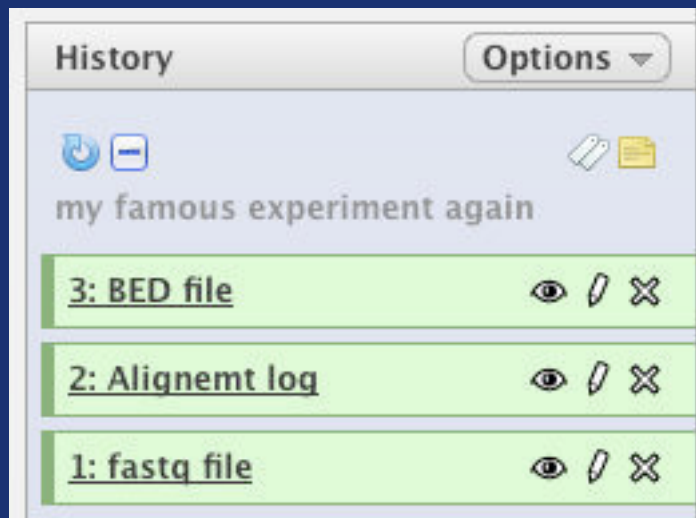 History
Options
my famous experiment again
3: BED file
2: Alignemt log
1: fastq file